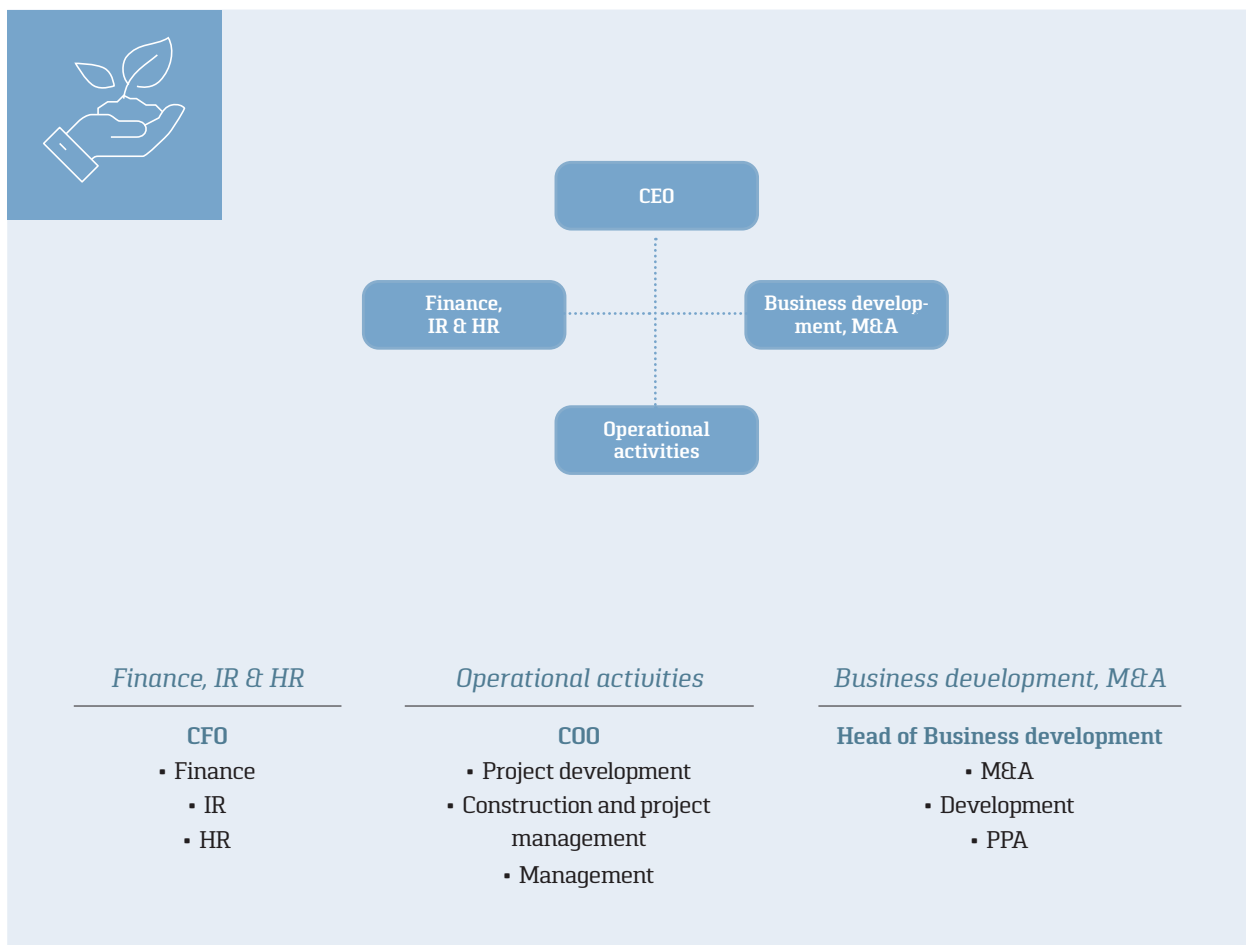 CEO
Finance,
IR & HR
Business develop-
ment, M&A
Operational
activities
Finance, IR & HR
CFO
▪ Finance
▪ IR
▪ HR
Operational activities
COO
▪ Project development
▪ Construction and project
management
▪ Management
Business development, M&A
Head of Business development
▪ M&A
▪ Development
▪ PPA